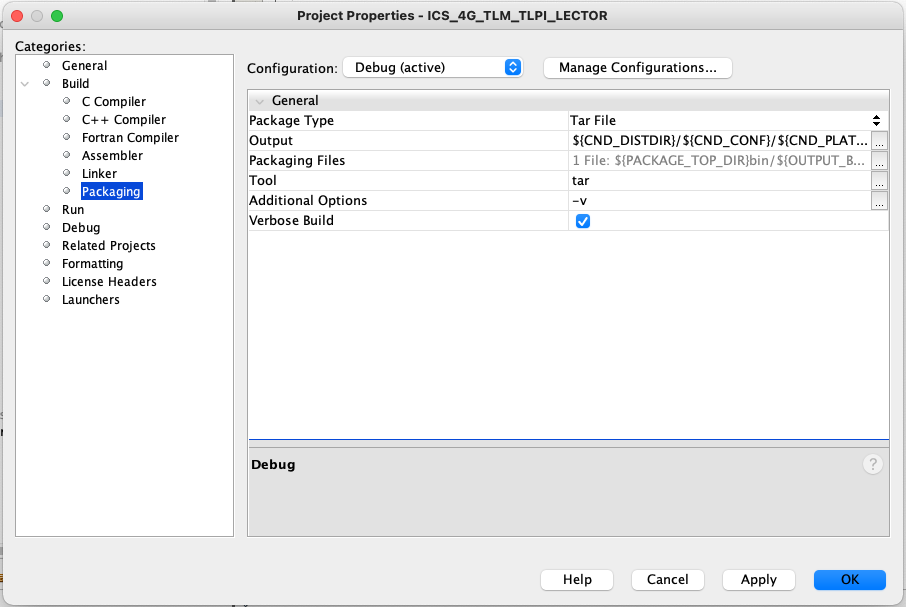 Project Properties - ICS_4G_TLM_TLPI_LECTOR
Categories:
General
Build
C Compiler
C++ Compiler
Fortran Compiler
Assembler
Linker
Packaging
Run
Debug
Related Projects
Formatting
License Headers
Launchers
Configuration: Debug (active) Manage Configurations...
General
Package Type Tar File
Output ${CND_DISTDIR}/${CND_CONF}/${CND_PLAT... ...
Packaging Files 1 File: ${PACKAGE_TOP_DIR}bin/${OUTPUT_B... ...
Tool tar ...
Additional Options -v ...
Verbose Build
Debug ?
Help Cancel Apply OK